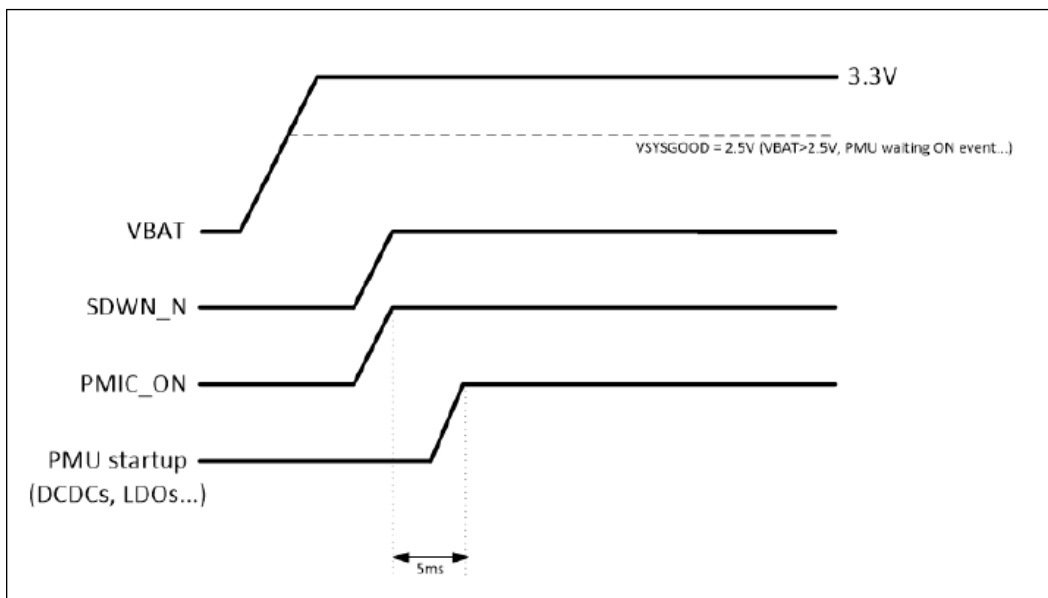 3.3V
VSYSGOOD = 2.5V (VBAT>2.5V, PMU waiting ON event...)
VBAT
SDWN_N
PMIC_ON
PMU startup
(DCDCs, LDOs...)
5ms